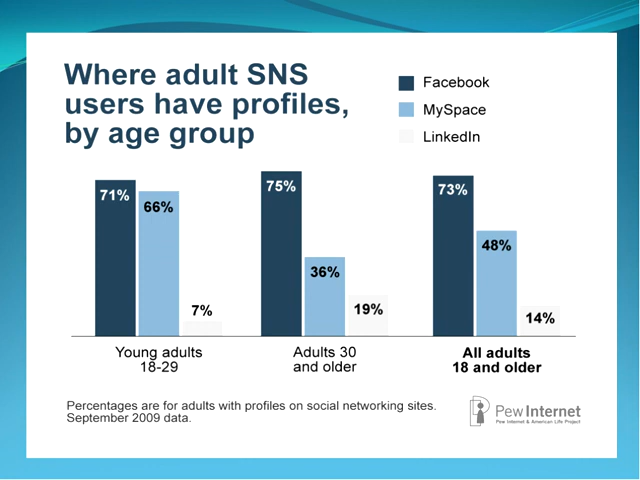 Where adult SNS
users have profiles,
by age group
Facebook
MySpace
LinkedIn
71%
66%
7%
75%
36%
19%
73%
48%
14%
Young adults
18-29
Adults 30
and older
All adults
18 and older
Percentages are for adults with profiles on social networking sites.
September 2009 data.
PewInternet
Pew Internet & American Life Project